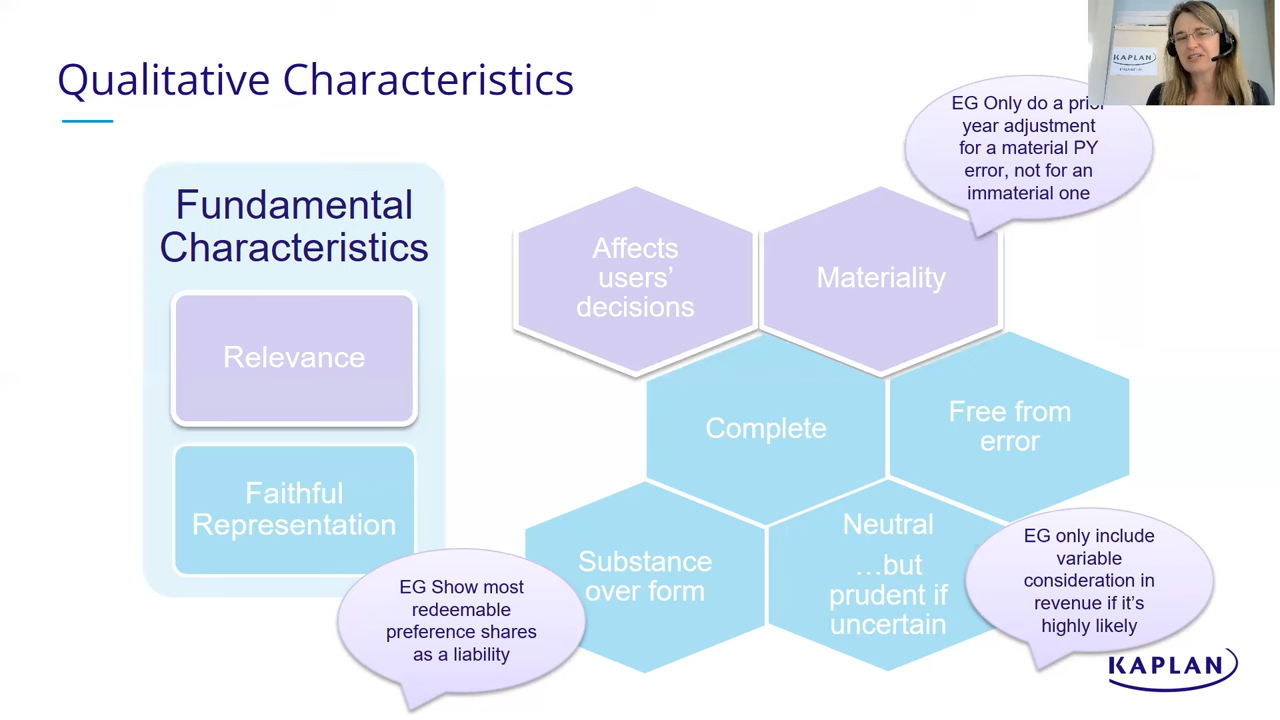 Qualitative Characteristics
KAPLAN
EG Only do a prior
year adjustment
for a material PY
error, not for an
immaterial one
Fundamental
Characteristics
Relevance
Faithful
Representation
Affects
users’
decisions
Materiality
Complete
Free from
error
Substance
over form
Neutral
…but
prudent if
uncertain
EG Show most
redeemable
preference shares
as a liability
EG only include
variable
consideration in
revenue if it’s
highly likely
KAPLAN